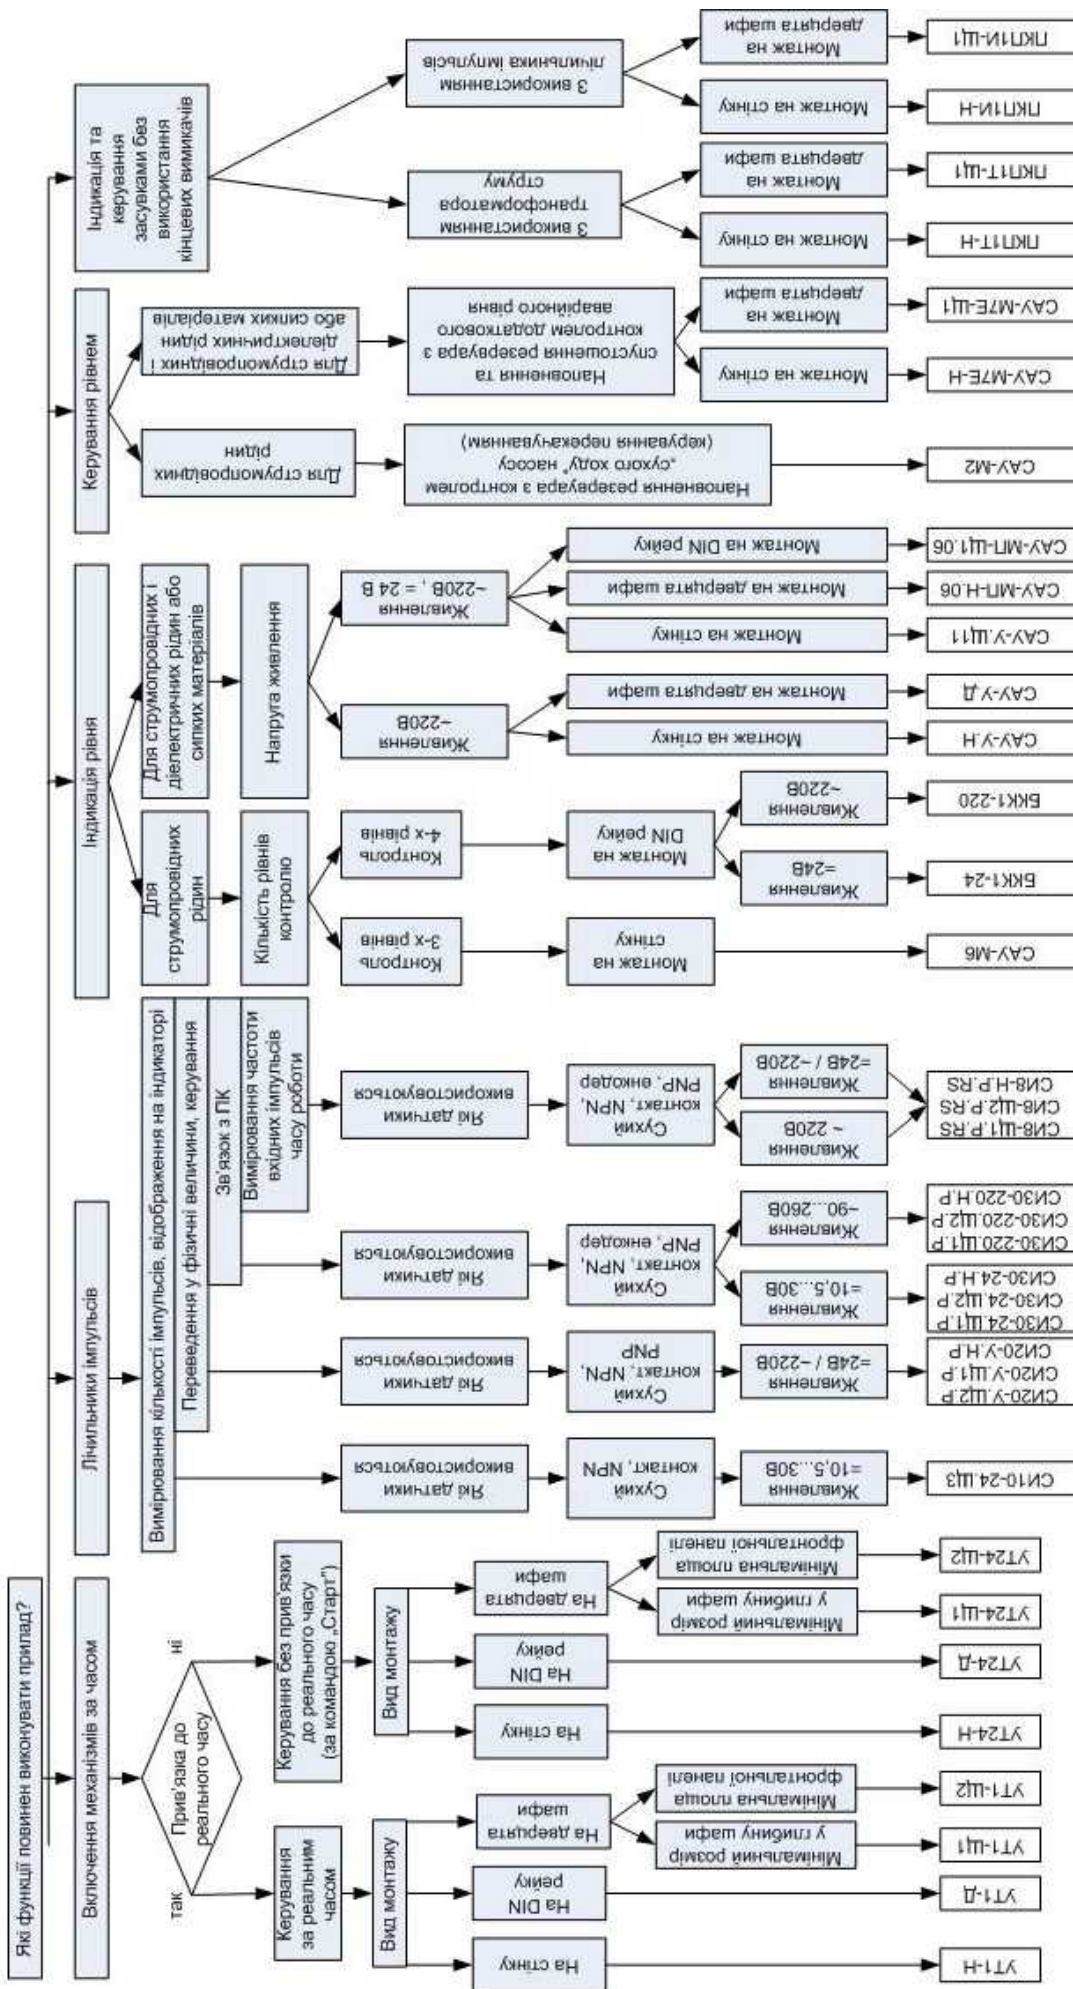 Які функції повинен виконувати прилад?
Включення механізмів за часом
Прив'язка до
реального часу
так
ні
Керування
за реальним
часом
Вид монтажу
На стінку
УТ1-Н
На DIN
рейку
УТ1-Д
На дверцята
шафи
Мінімальний розмір
у глибину шафи
УТ1-Щ1
Мінімальна площа
фронтальної панелі
УТ1-Щ2
Керування без прив'язки
до реального часу
(за командою „Старт")
Вид монтажу
На стінку
УТ24-Н
На DIN
рейку
УТ24-Д
На дверцята
шафи
Мінімальний розмір
у глибину шафи
УТ24-Щ1
Мінімальна площа
фронтальної панелі
УТ24-Щ2
Лічильники імпульсів
Вимірювання кількості імпульсів, відображення на індикаторі
Переведення у фізичні величини, керування
Зв'язок з ПК
Вимірювання частоти
вхідних імпульсів
часу роботи
Які датчики
використовуються
Сухий
контакт, NPN
Живлення
=10,5...30В
СИ10-24.Щ3
Які датчики
використовуються
Сухий
контакт, NPN,
PNP
Живлення
=24В / ~220В
СИ20-У.Щ2.Р
СИ20-У.Щ1.Р
СИ20-У.Н.Р
Які датчики
використовуються
Сухий
контакт, NPN,
PNP, енкодер
Живлення
=10,5...30В
СИ30-24.Щ1.Р
СИ30-24.Щ2.Р
СИ30-24.Н.Р
Живлення
~90...260В
СИ30-220.Щ1.Р
СИ30-220.Щ2.Р
СИ30-220.Н.Р
Які датчики
використовуються
Сухий
контакт, NPN,
PNP, енкодер
Живлення
~ 220В
Живлення
=24В / ~220В
СИ8-Щ1.Р.RS
СИ8-Щ2.Р.RS
СИ8-Н.Р.RS
Індикація рівня
Для
струмопровідних
рідин
Кількість рівнів
контролю
Контроль
3-х рівнів
Монтаж на
стінку
САУ-М6
Контроль
4-х рівнів
Монтаж на
DIN рейку
Живлення
=24В
БКК1-24
Живлення
~220В
БКК1-220
Для струмопровідних і
діелектричних рідин або
сипких матеріалів
Напруга живлення
Живлення
~220В
Монтаж на стінку
САУ-У.Н
Монтаж на дверцята шафи
САУ-У.Д
Живлення
~220В , = 24 В
Монтаж на стінку
САУ-У.Щ11
Монтаж на дверцята шафи
САУ-МП-Н.06
Монтаж на DIN рейку
САУ-МП-Щ1.06
Керування рівнем
Для струмопровідних
рідин
Наповнення резервуара з контролем
„сухого ходу" насосу
(керування перекачуванням)
САУ-М2
Для струмопровідних і
діелектричних рідин
або сипких матеріалів
Наповнення та
спустошення резервуара з
контролем додаткового
аварійного рівня
Монтаж на стінку
САУ-М7Е-Н
Монтаж на
дверцята шафи
САУ-М7Е-Щ1
Індикація та
керування
засувками без
використання
кінцевих вимикачів
З використанням
трансформатора
струму
Монтаж на стінку
ПКП1Т-Н
Монтаж на
дверцята шафи
ПКП1Т-Щ1
З використанням
лічильника імпульсів
Монтаж на стінку
ПКП1И-Н
Монтаж на
дверцята шафи
ПКП1И-Щ1